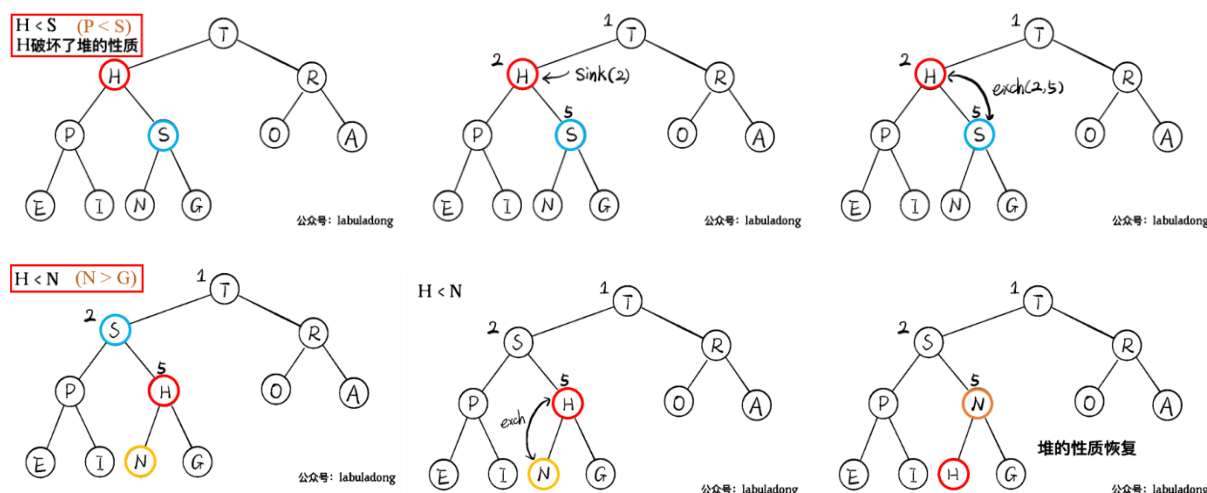 H < S (P < S)
H破坏了堆的性质
T
H
R
P
S
O
A
E
I
N
G
公众号：labuladong
1
T
2
H
Sink(2)
R
5
P
S
O
A
E
I
N
G
公众号：labuladong
1
T
2
H
exch(2,5)
R
5
P
S
O
A
E
I
N
G
公众号：labuladong
H < N (N > G)
1
T
2
S
R
5
P
H
O
A
E
I
N
G
公众号：labuladong
H < N
1
T
2
S
R
5
P
H
O
A
exch
E
I
N
G
公众号：labuladong
1
T
2
S
R
5
P
N
O
A
堆的性质恢复
E
I
H
G
公众号：labuladong